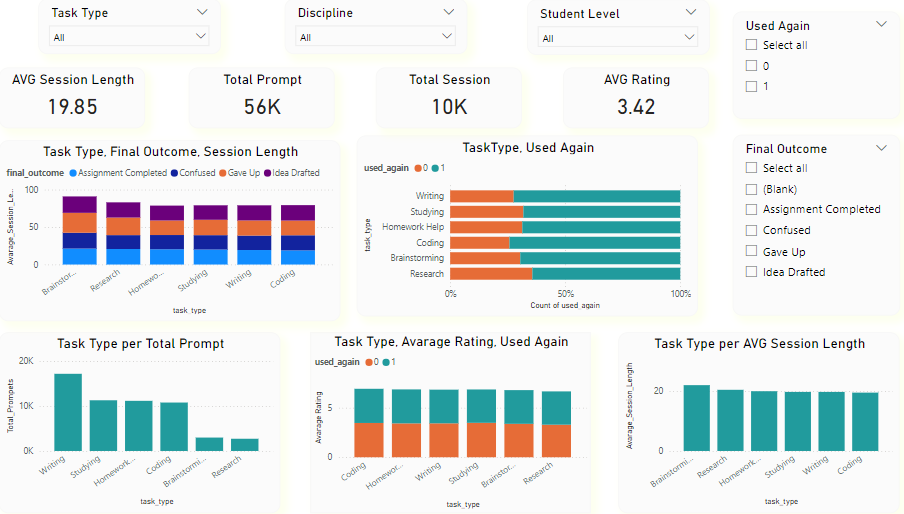 Task Type
All
Discipline
All
Student Level
All
Used Again
Select all
0
1
AVG Session Length
19.85
Total Prompt
56K
Total Session
10K
AVG Rating
3.42
Task Type, Final Outcome, Session Length
final_outcome Assignment Completed Confused Gave Up Idea Drafted
Avarage_Session_Le...
100
50
0
Brainstor...
Research
Homewo...
Studying
Writing
Coding
task_type
TaskType, Used Again
used_again 0 1
task_type
Writing
Studying
Homework Help
Coding
Brainstorming
Research
0%
50%
100%
Count of used_again
Final Outcome
Select all
(Blank)
Assignment Completed
Confused
Gave Up
Idea Drafted
Task Type per Total Prompt
Total_Prompets
20K
10K
0K
Writing
Studying
Homework...
Coding
Brainstormi...
Research
task_type
Task Type, Avarage Rating, Used Again
used_again 0 1
Avarage Rating
5
0
Coding
Homewor...
Writing
Studying
Brainstor...
Research
task_type
Task Type per AVG Session Length
Avarage_Session_Length
20
0
Brainstormi...
Research
Homework...
Studying
Writing
Coding
task_type